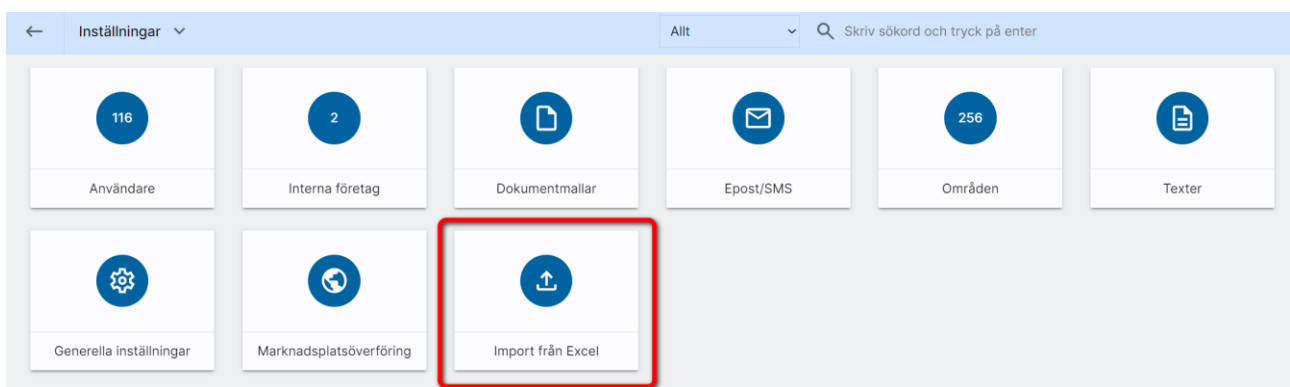 Inställningar
Allt
Skriv sökord och tryck på enter
116
2
256
Användare
Interna företag
Dokumentmallar
Epost/SMS
Områden
Texter
Generella inställningar
Marknadsplatsöverföring
Import från Excel